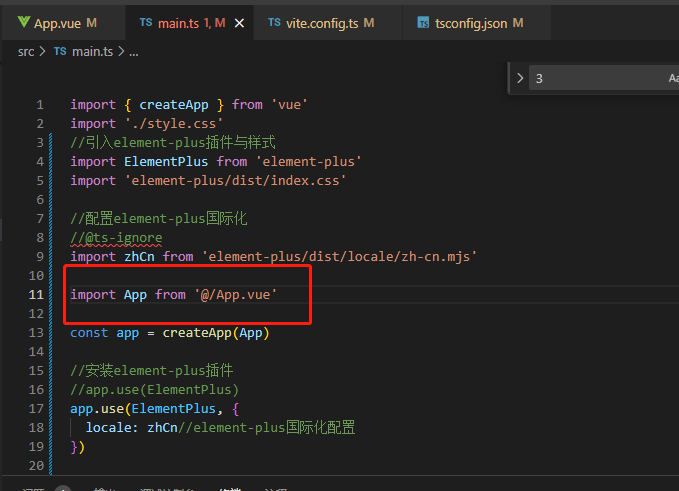 App.vue M
TS main.ts 1, M ×
TS vite.config.ts M
TS tsconfig.json M
src > TS main.ts > ...
> 3 Aa
1 import { createApp } from 'vue'
2 import './style.css'
3 //引入element-plus插件与样式
4 import ElementPlus from 'element-plus'
5 import 'element-plus/dist/index.css'
6
7 //配置element-plus国际化
8 //@ts-ignore
9 import zhCn from 'element-plus/dist/locale/zh-cn.mjs'
10
11 import App from '@/App.vue'
12
13 const app = createApp(App)
14
15 //安装element-plus插件
16 //app.use(ElementPlus)
17 app.use(ElementPlus, {
18 locale: zhCn//element-plus国际化配置
19 })
20